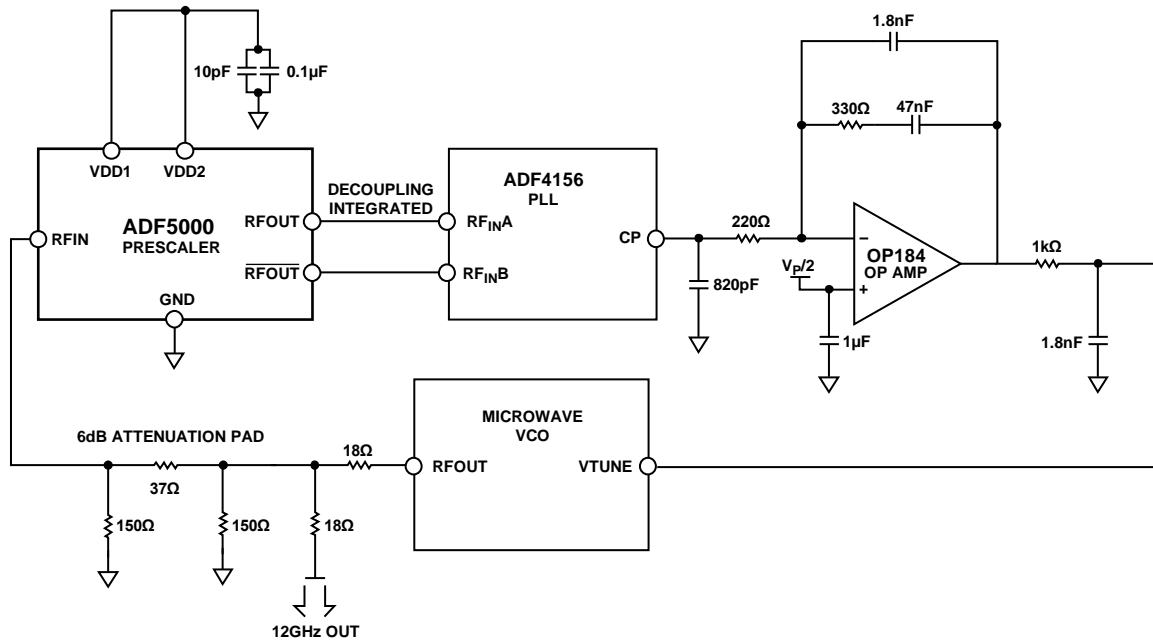 1.8nF
10pF
0.1µF
330Ω
47nF
VDD1
VDD2
DECOUPLING
INTEGRATED
ADF4156
PLL
ADF5000
PRESCALER
RFIN
RFOUT
RFOUT
GND
RFINA
RFINB
CP
220Ω
820pF
VP/2
1µF
−
+
OP184
OP AMP
1kΩ
1.8nF
6dB ATTENUATION PAD
37Ω
150Ω
150Ω
18Ω
18Ω
12GHz OUT
MICROWAVE
VCO
RFOUT
VTUNE